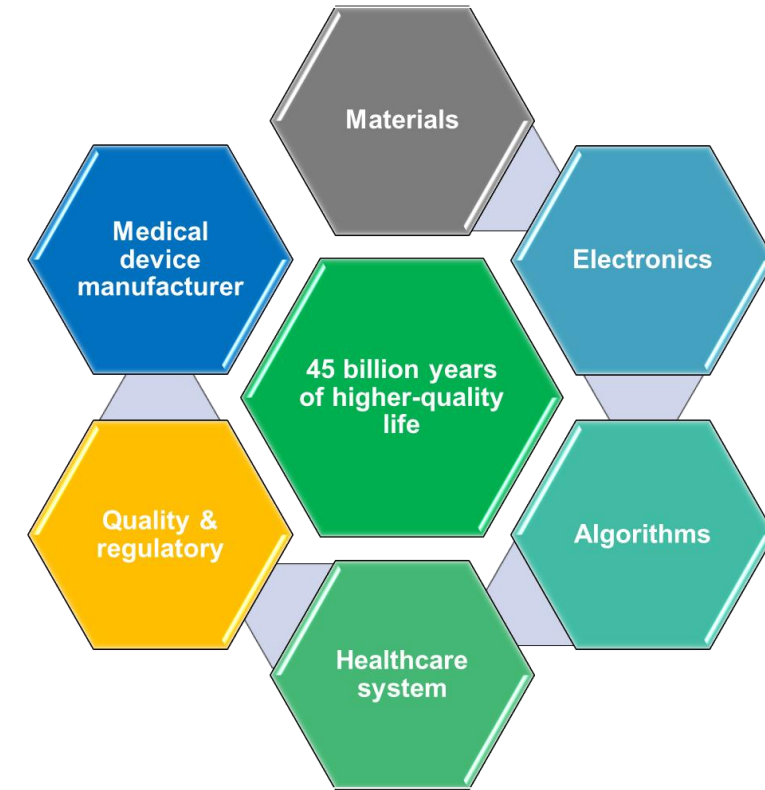 Materials
Electronics
Algorithms
Healthcare
system
Quality &
regulatory
Medical
device
manufacturer
45 billion years
of higher-quality
life